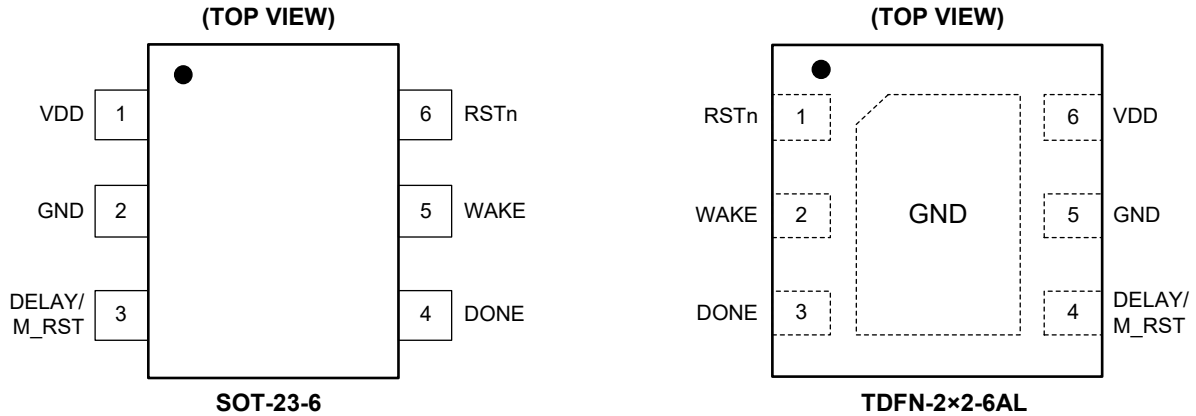 (TOP VIEW)
VDD 1
6 RSTn
GND 2
5 WAKE
DELAY/
M_RST
3
4 DONE
SOT-23-6
(TOP VIEW)
RSTn 1
6 VDD
WAKE 2
GND
5 GND
DONE 3
4
DELAY/
M_RST
TDFN-2×2-6AL